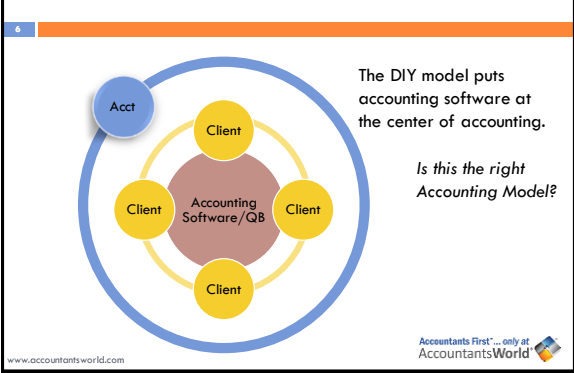 6
The DIY model puts
accounting software at
the center of accounting.
Is this the right
Accounting Model?
Acct
Client
Client
Accounting
Software/QB
Client
Client
www.accountantsworld.com
Accountants First™... only at
AccountantsWorld®